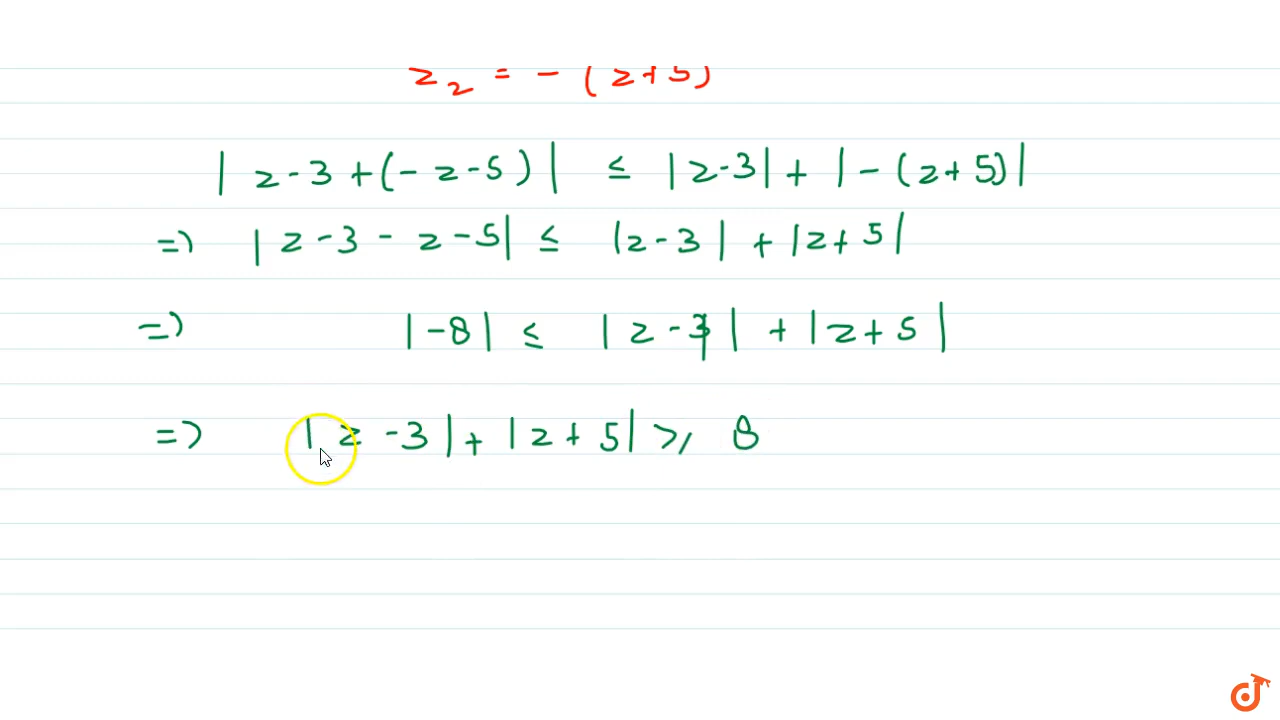 z₂ = - (z+5)
| z-3 +(- z-5) | ≤ |z-3| + |-(z+5)|
=> | z-3 - z-5| ≤ |z-3| + |z+5|
=> |-8| ≤ |z-3| + |z+5|
=> |z-3| + |z+5| ≥ 8